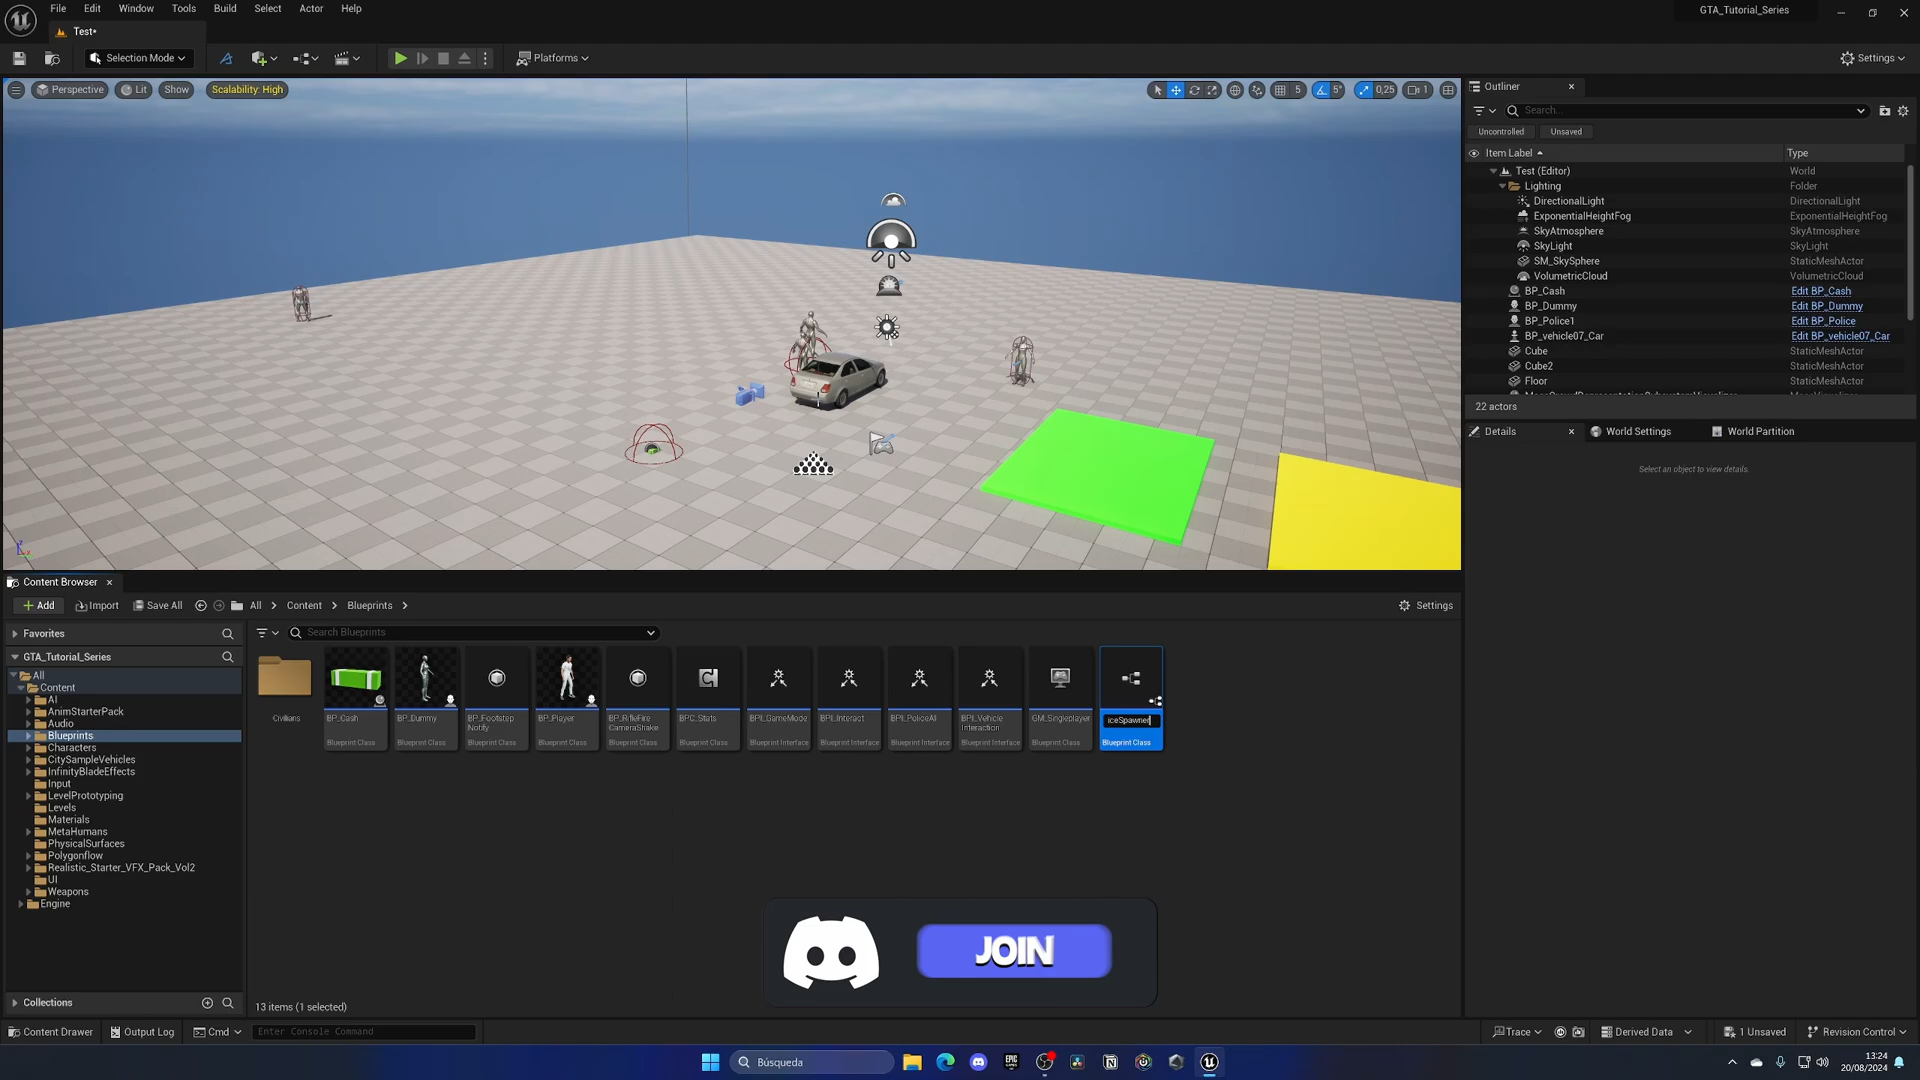 File Edit Window Tools Build Select Actor Help
GTA_Tutorial_Series
Test*
Selection Mode
Platforms
Settings
Perspective Lit Show Scalability: High
5 5° 0,25 1
Outliner
Search...
Uncontrolled Unsaved
Item Label Type
Test (Editor) World
Lighting Folder
DirectionalLight DirectionalLight
ExponentialHeightFog ExponentialHeightFog
SkyAtmosphere SkyAtmosphere
SkyLight SkyLight
SM_SkySphere StaticMeshActor
VolumetricCloud VolumetricCloud
BP_Cash Edit BP_Cash
BP_Dummy Edit BP_Dummy
BP_Police1 Edit BP_Police
BP_vehicle07_Car Edit BP_vehicle07_Car
Cube StaticMeshActor
Cube2 StaticMeshActor
Floor StaticMeshActor
22 actors
Details World Settings World Partition
Select an object to view details.
Content Browser
Add Import Save All All Content Blueprints Settings
Favorites
Search Blueprints
GTA_Tutorial_Series
All
Content
AI
AnimStarterPack
Audio
Blueprints
Characters
CitySampleVehicles
InfinityBladeEffects
Input
LevelPrototyping
Levels
Materials
MetaHumans
PhysicalSurfaces
Polygonflow
Realistic_Starter_VFX_Pack_Vol2
UI
Weapons
Engine
Civilians
BP_Cash
Blueprint Class
BP_Dummy
Blueprint Class
BP_Footstep
Notify
Blueprint Class
BP_Player
Blueprint Class
BP_RifleFire
CameraShake
Blueprint Class
BPC_Stats
Blueprint Class
BPI_GameMode
Blueprint Interface
BPI_Interact
Blueprint Interface
BPI_PoliceAI
Blueprint Interface
BPI_Vehicle
Interaction
Blueprint Interface
GM_Singleplayer
Blueprint Class
iceSpawner
Blueprint Class
JOIN
Collections
13 items (1 selected)
Content Drawer Output Log Cmd Enter Console Command Trace Derived Data 1 Unsaved Revision Control
Búsqueda
EPIC
GAMES
13:24
20/08/2024